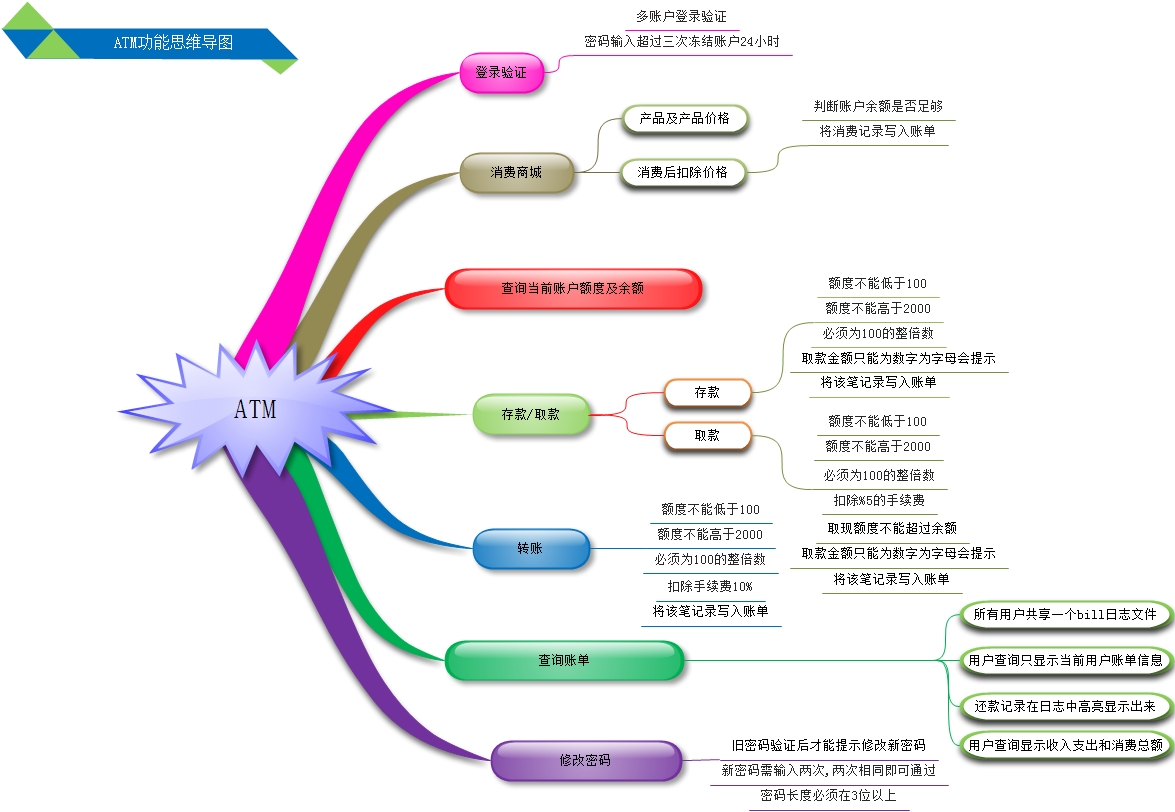 ATM功能思维导图
ATM
登录验证
多账户登录验证
密码输入超过三次冻结账户24小时
消费商城
产品及产品价格
消费后扣除价格
判断账户余额是否足够
将消费记录写入账单
查询当前账户额度及余额
存款/取款
存款
额度不能低于100
额度不能高于2000
必须为100的整倍数
取款金额只能为数字为字母会提示
将该笔记录写入账单
取款
额度不能低于100
额度不能高于2000
必须为100的整倍数
扣除%5的手续费
取现额度不能超过余额
取款金额只能为数字为字母会提示
将该笔记录写入账单
转账
额度不能低于100
额度不能高于2000
必须为100的整倍数
扣除手续费10%
将该笔记录写入账单
查询账单
所有用户共享一个bill日志文件
用户查询只显示当前用户账单信息
还款记录在日志中高亮显示出来
用户查询显示收入支出和消费总额
修改密码
旧密码验证后才能提示修改新密码
新密码需输入两次,两次相同即可通过
密码长度必须在3位以上